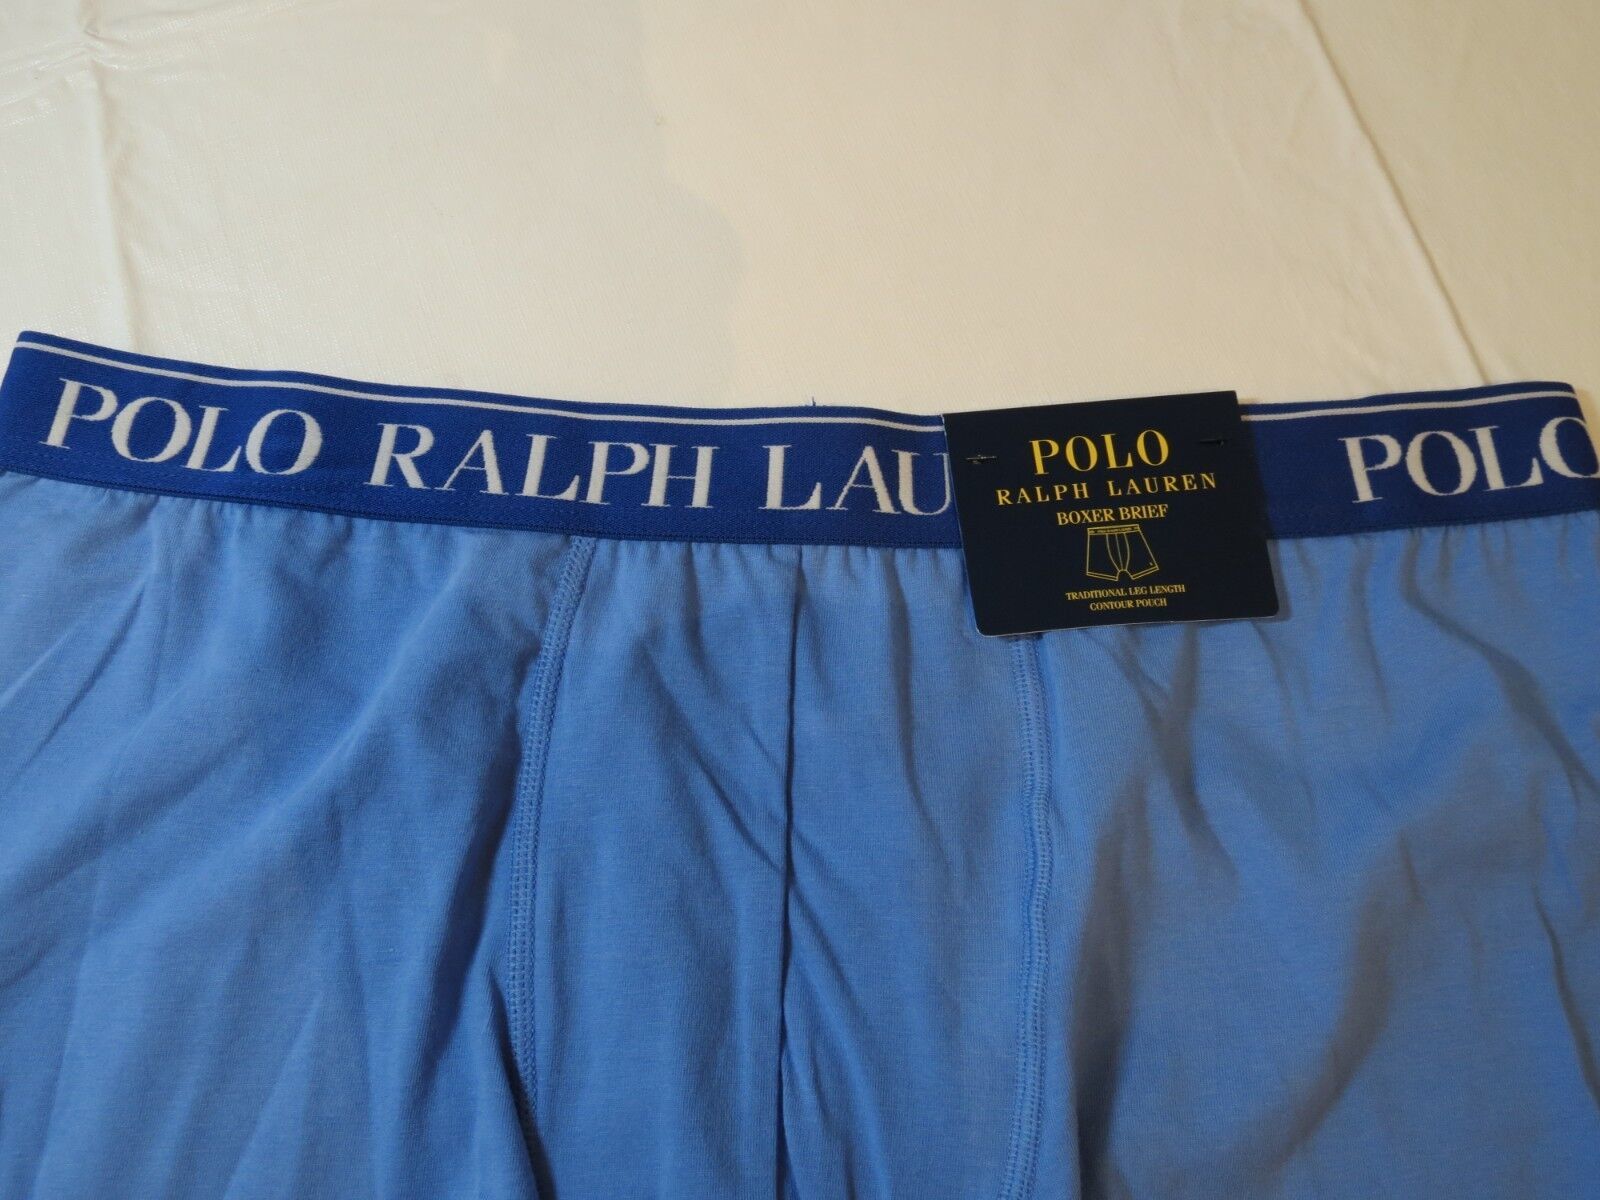 POLO RALPH LAU
POLO
RALPH LAUREN
BOXER BRIEF
TRADITIONAL LEG LENGTH
CONTOUR POUCH
POLO